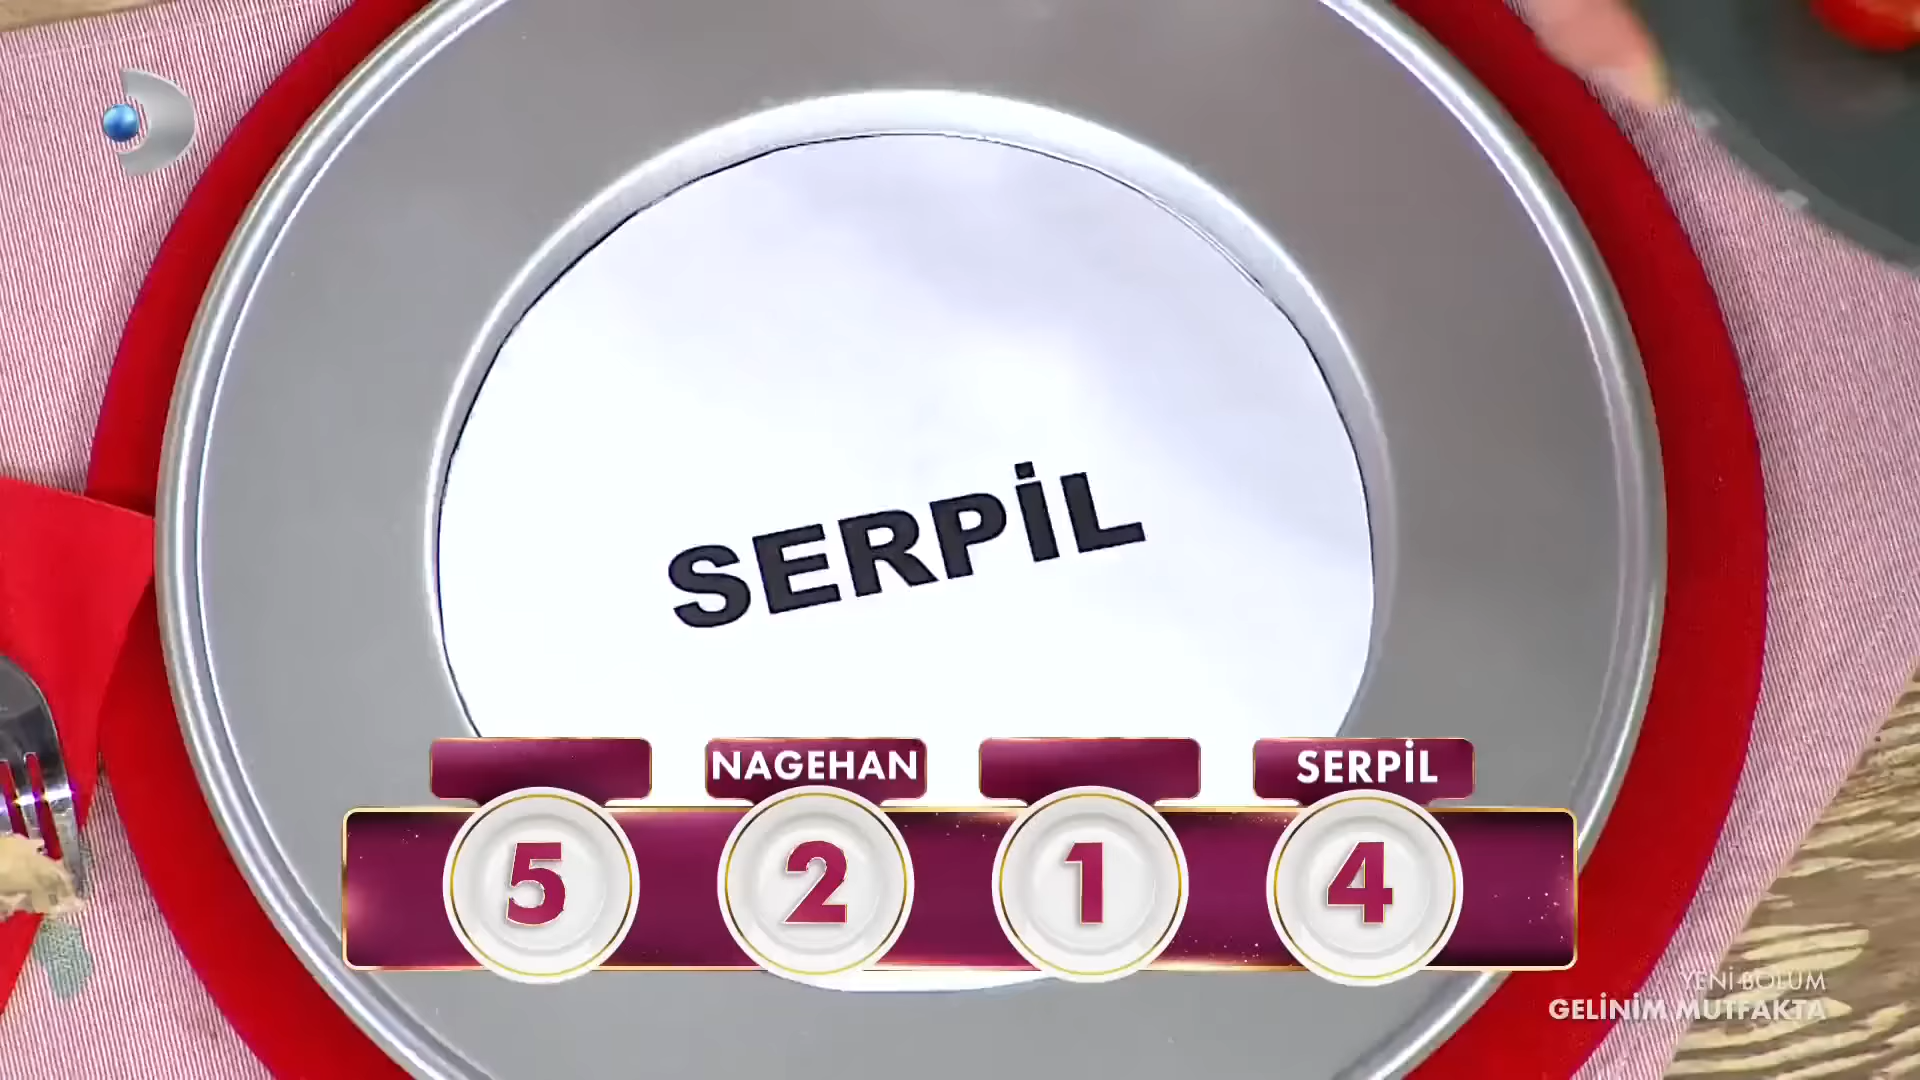 SERPİL
NAGEHAN
SERPİL
5 2 1 4
YENİ BÖLÜM
GELİNİM MUTFAKTA